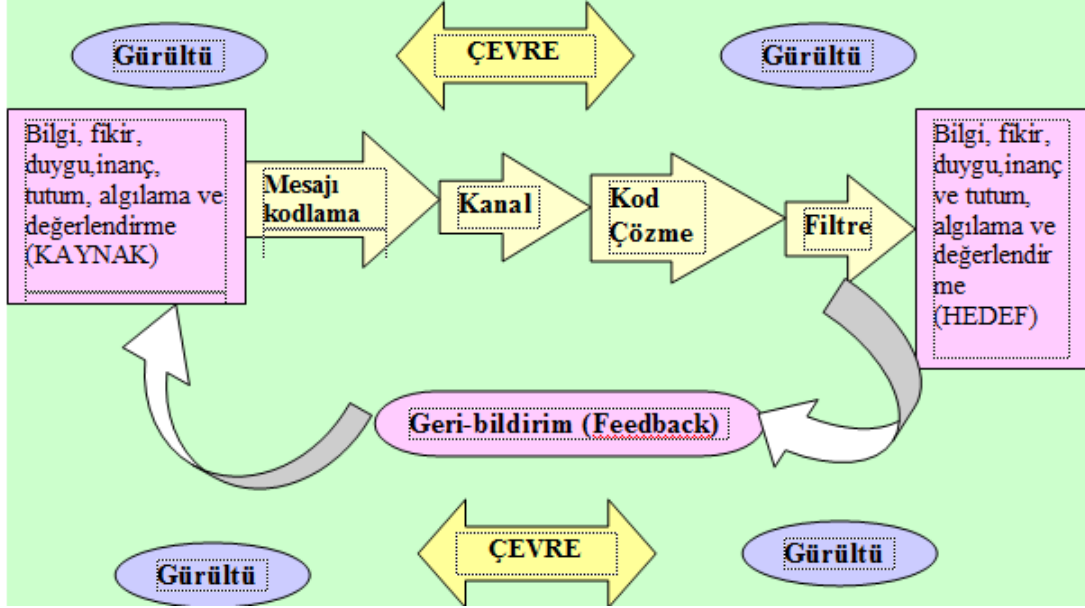 Gürültü
ÇEVRE
Gürültü
Bilgi, fikir,
duygu,inanç,
tutum, algılama ve
değerlendirme
(KAYNAK)
Mesajı
kodlama
Kanal
Kod
Çözme
Filtre
Bilgi, fikir,
duygu,inanç
ve tutum,
algılama ve
değerlendir
me
(HEDEF)
Geri-bildirim (Feedback)
Gürültü
ÇEVRE
Gürültü